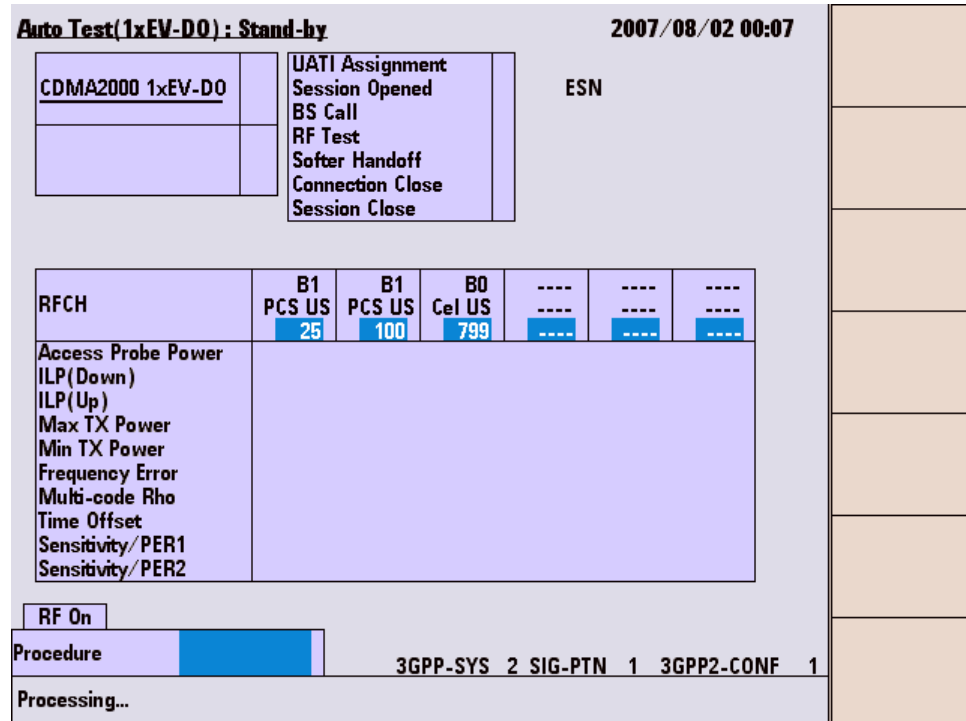 Auto Test(1xEV-DO) : Stand-by 2007/08/02 00:07
CDMA2000 1xEV-DO
UATI Assignment
Session Opened
BS Call
RF Test
Softer Handoff
Connection Close
Session Close
ESN
RFCH
B1 B1 B0 ---- ---- ----
PCS US PCS US Cel US ---- ---- ----
25 100 799 ---- ---- ----
Access Probe Power
ILP(Down)
ILP(Up)
Max TX Power
Min TX Power
Frequency Error
Multi-code Rho
Time Offset
Sensitivity/PER1
Sensitivity/PER2
RF On
Procedure
3GPP-SYS 2 SIG-PTN 1 3GPP2-CONF 1
Processing...